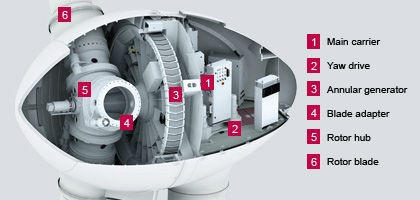 6
5
4
3
1
2
1 Main carrier
2 Yaw drive
3 Annular generator
4 Blade adapter
5 Rotor hub
6 Rotor blade